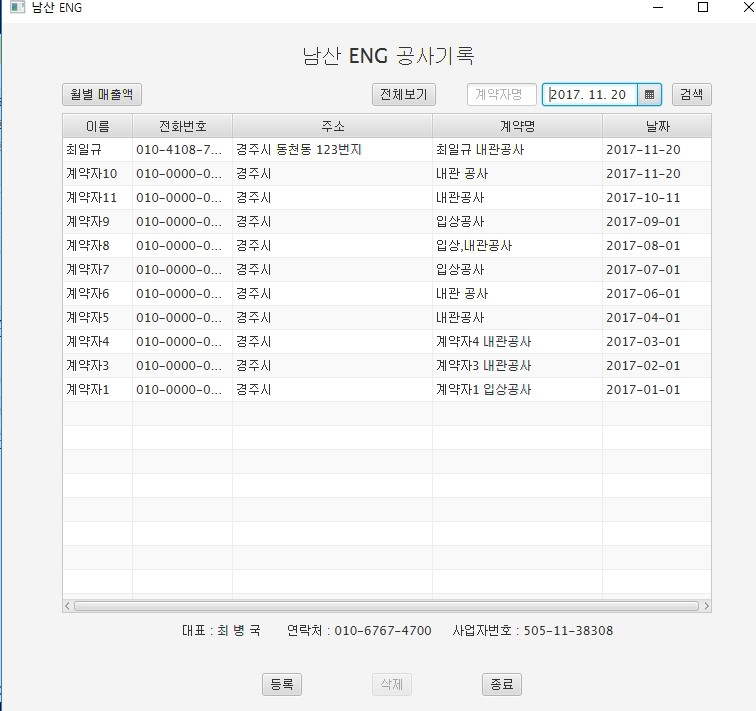 남산 ENG
남산 ENG 공사기록
월별 매출액 전체보기 계약자명 2017. 11. 20 검색
이름 전화번호 주소 계약명 날짜
최일규 010-4108-7... 경주시 동천동 123번지 최일규 내관공사 2017-11-20
계약자10 010-0000-0... 경주시 내관 공사 2017-11-20
계약자11 010-0000-0... 경주시 내관공사 2017-10-11
계약자9 010-0000-0... 경주시 입상공사 2017-09-01
계약자8 010-0000-0... 경주시 입상,내관공사 2017-08-01
계약자7 010-0000-0... 경주시 입상공사 2017-07-01
계약자6 010-0000-0... 경주시 내관 공사 2017-06-01
계약자5 010-0000-0... 경주시 내관공사 2017-04-01
계약자4 010-0000-0... 경주시 계약자4 내관공사 2017-03-01
계약자3 010-0000-0... 경주시 계약자3 내관공사 2017-02-01
계약자1 010-0000-0... 경주시 계약자1 입상공사 2017-01-01
대표 : 최 병 국 연락처 : 010-6767-4700 사업자번호 : 505-11-38308
등록 삭제 종료